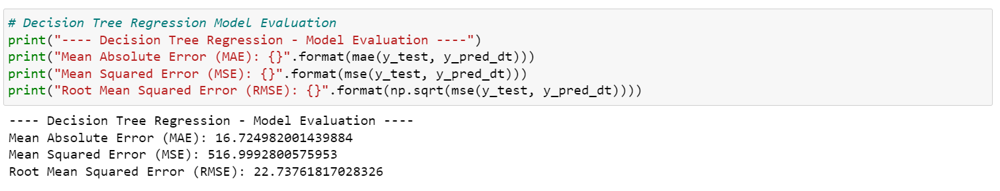 # Decision Tree Regression Model Evaluation
print("---- Decision Tree Regression - Model Evaluation ----")
print("Mean Absolute Error (MAE): {}".format(mae(y_test, y_pred_dt)))
print("Mean Squared Error (MSE): {}".format(mse(y_test, y_pred_dt)))
print("Root Mean Squared Error (RMSE): {}".format(np.sqrt(mse(y_test, y_pred_dt))))
---- Decision Tree Regression - Model Evaluation ----
Mean Absolute Error (MAE): 16.724982001439884
Mean Squared Error (MSE): 516.9992800575953
Root Mean Squared Error (RMSE): 22.73761817028326